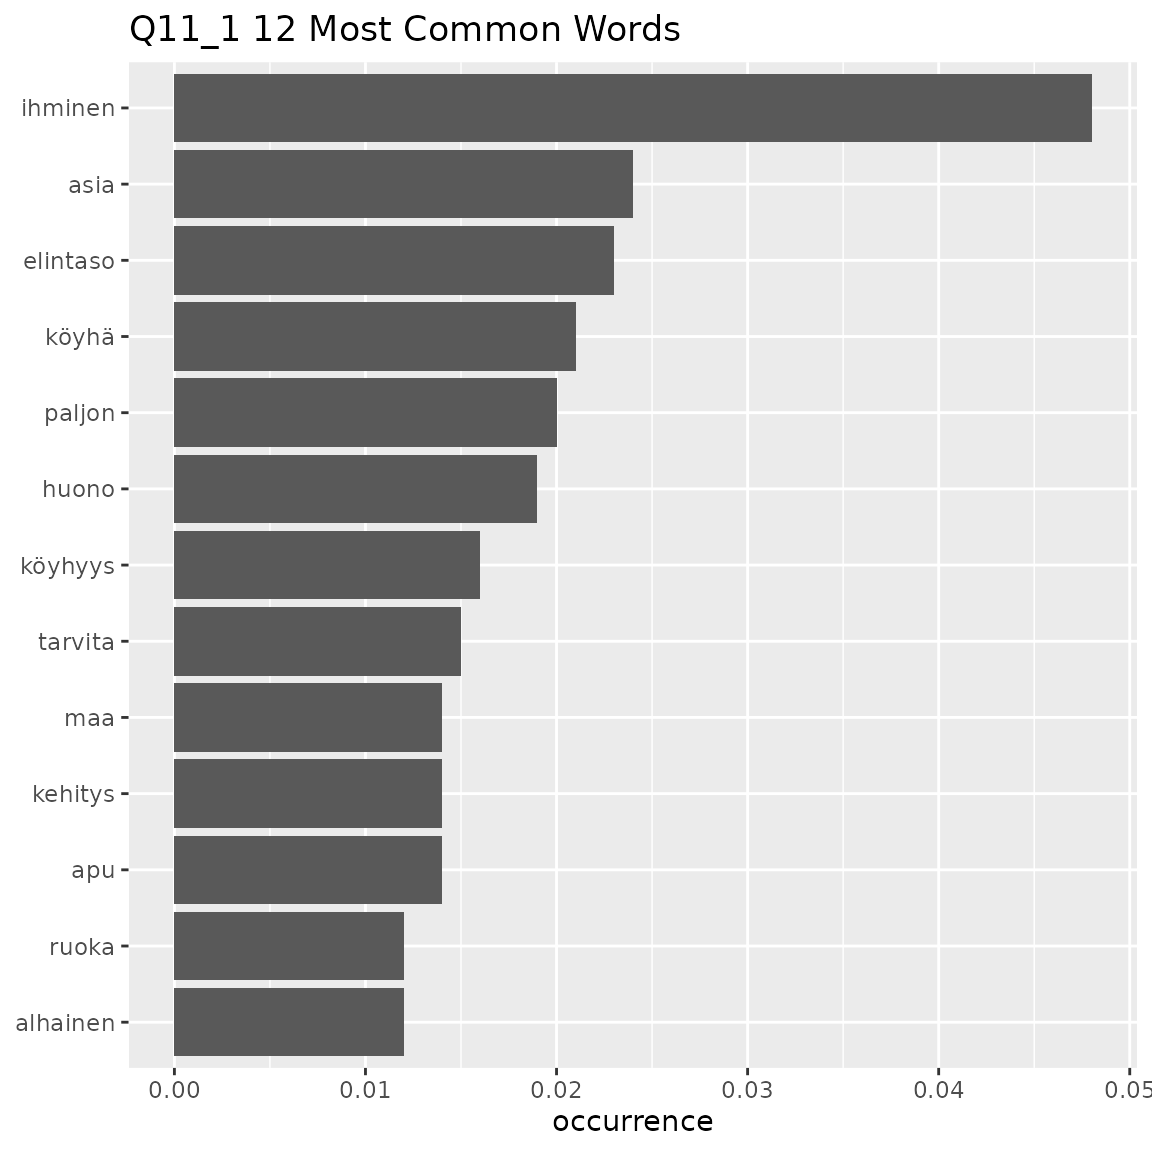 Q11_1 12 Most Common Words
ihminen
asia
elintaso
köyhä
paljon
huono
köyhyys
tarvita
maa
kehitys
apu
ruoka
alhainen
0.00 0.01 0.02 0.03 0.04 0.05
occurrence